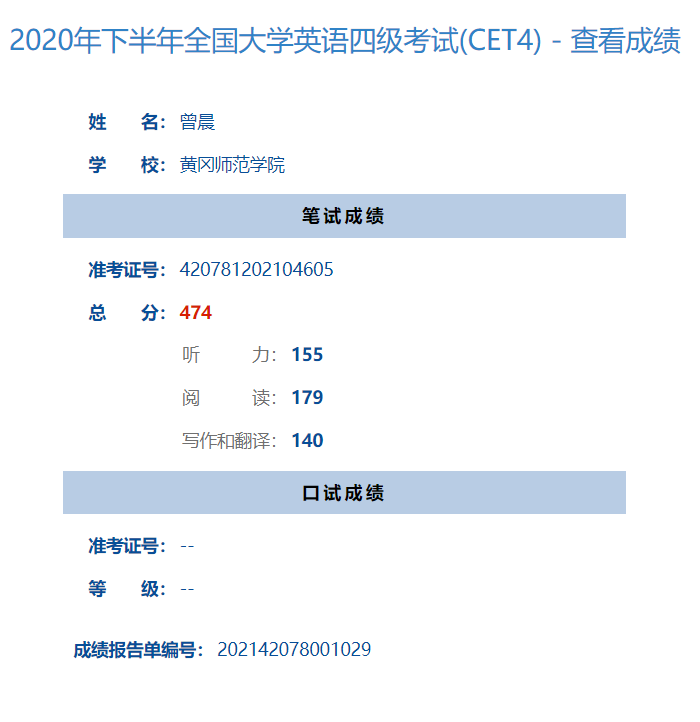 2020年下半年全国大学英语四级考试(CET4) - 查看成绩
姓 名： 曾晨
学 校： 黄冈师范学院
笔试成绩
准考证号： 420781202104605
总 分： 474
听 力： 155
阅 读： 179
写作和翻译： 140
口试成绩
准考证号： --
等 级： --
成绩报告单编号： 202142078001029